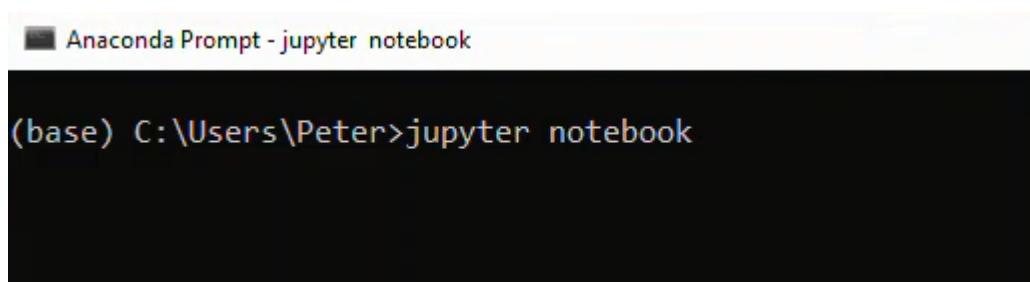 Anaconda Prompt - jupyter  notebook
(base) C:\Users\Peter>jupyter notebook